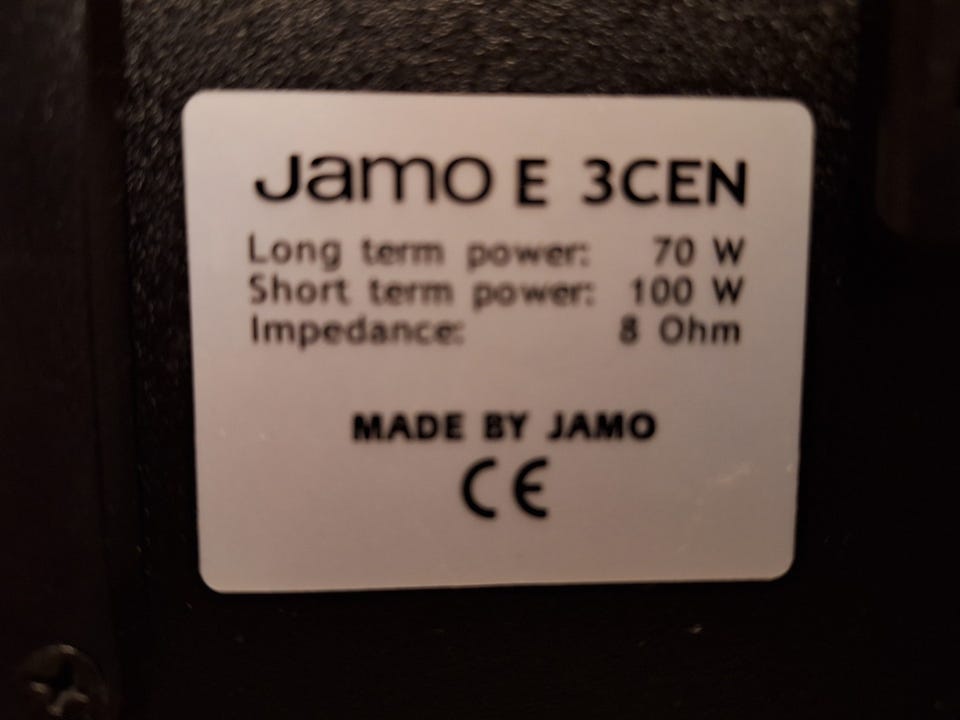 Jamo E 3CEN
Long term power: 70 W
Short term power: 100 W
Impedance: 8 Ohm
MADE BY JAMO
CE